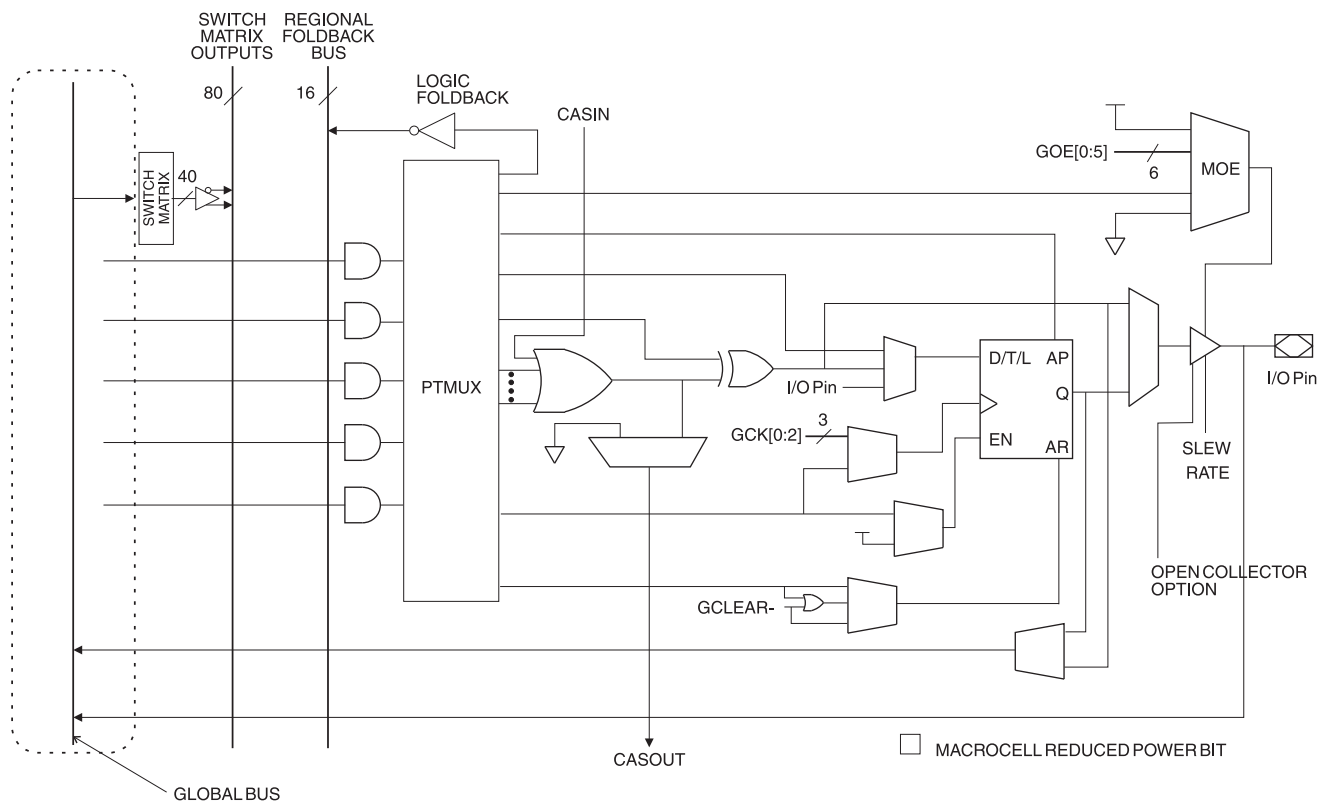 SWITCH
MATRIX
OUTPUTS
REGIONAL
FOLDBACK
BUS
80
16
LOGIC
FOLDBACK
CASIN
GOE[0:5]
6
MOE
SWITCH
MATRIX
40
PTMUX
I/O Pin
D/T/L
AP
Q
EN
AR
GCK[0:2]
3
I/O Pin
SLEW
RATE
OPEN COLLECTOR
OPTION
GCLEAR-
CASOUT
MACROCELL REDUCED POWER BIT
GLOBAL BUS